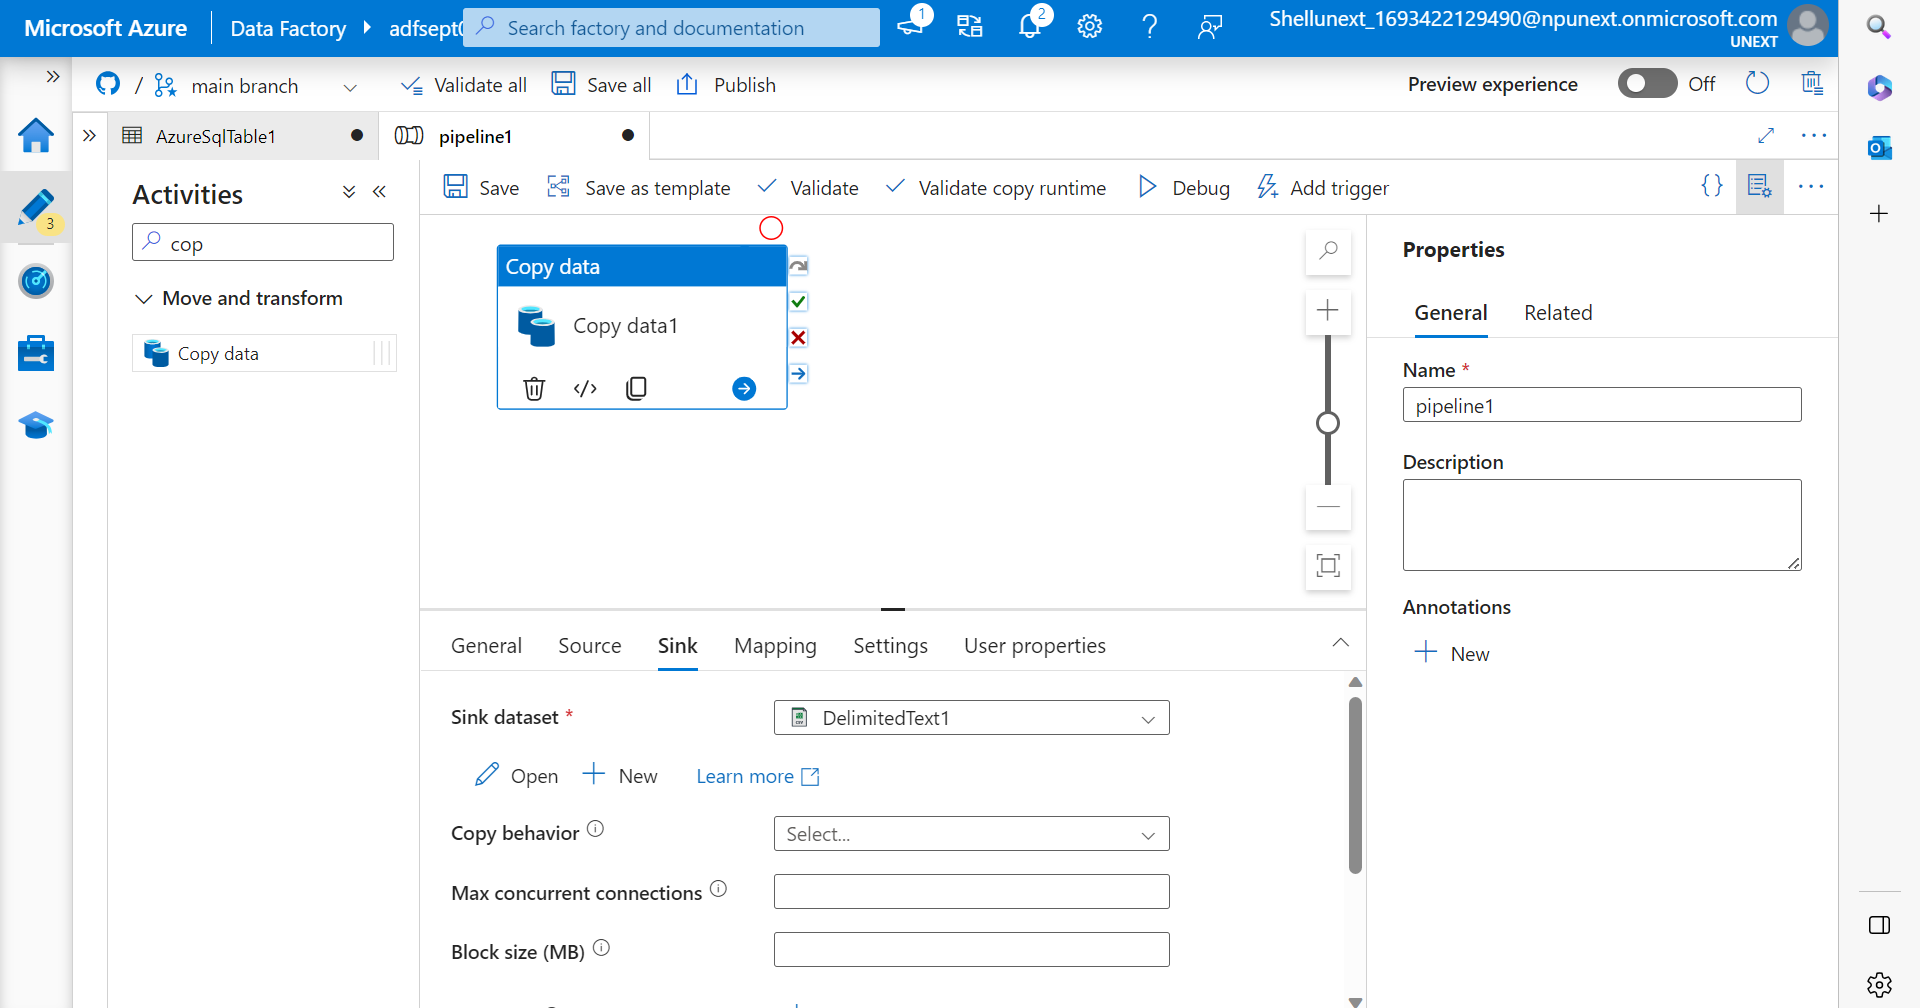 Microsoft Azure
Data Factory
adfsept0
Search factory and documentation
1
2
Shellunext_1693422129490@npunext.onmicrosoft.com
UNEXT
/
main branch
Validate all
Save all
Publish
Preview experience
Off
AzureSqlTable1
pipeline1
3
Activities
cop
Move and transform
Copy data
Save
Save as template
Validate
Validate copy runtime
Debug
Add trigger
{}
Copy data
Copy data1
General
Source
Sink
Mapping
Settings
User properties
Sink dataset *
DelimitedText1
Open
New
Learn more
Copy behavior
Select...
Max concurrent connections
Block size (MB)
Properties
General
Related
Name *
pipeline1
Description
Annotations
New